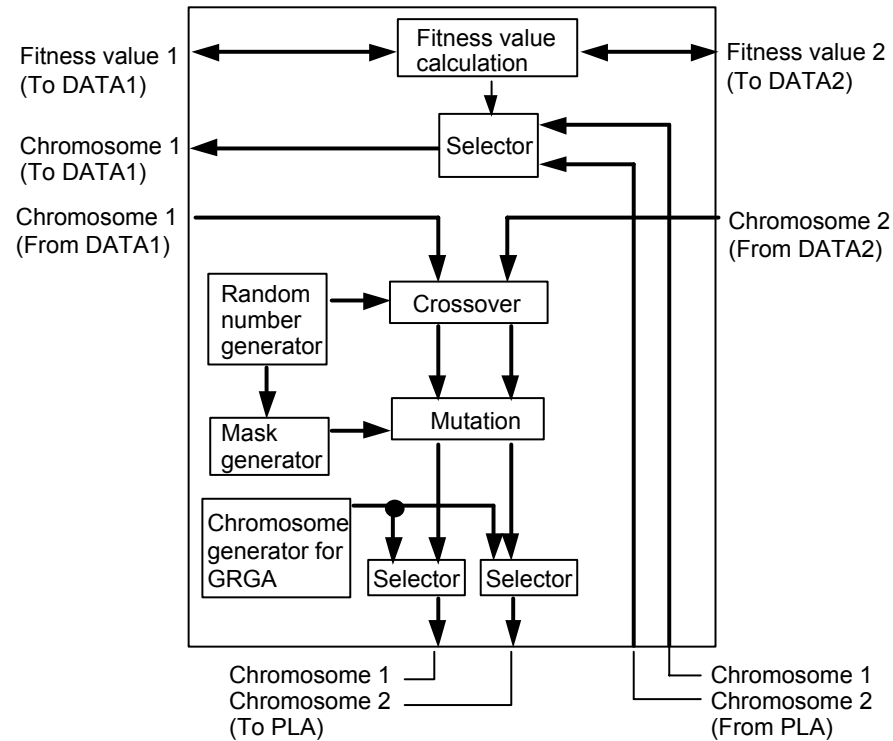 Fitness value 1
(To DATA1)
Fitness value
calculation
Fitness value 2
(To DATA2)
Chromosome 1
(To DATA1)
Selector
Chromosome 1
(From DATA1)
Chromosome 2
(From DATA2)
Random
number
generator
Crossover
Mask
generator
Mutation
Chromosome
generator for
GRGA
Selector
Selector
Chromosome 1
Chromosome 2
(To PLA)
Chromosome 1
Chromosome 2
(From PLA)